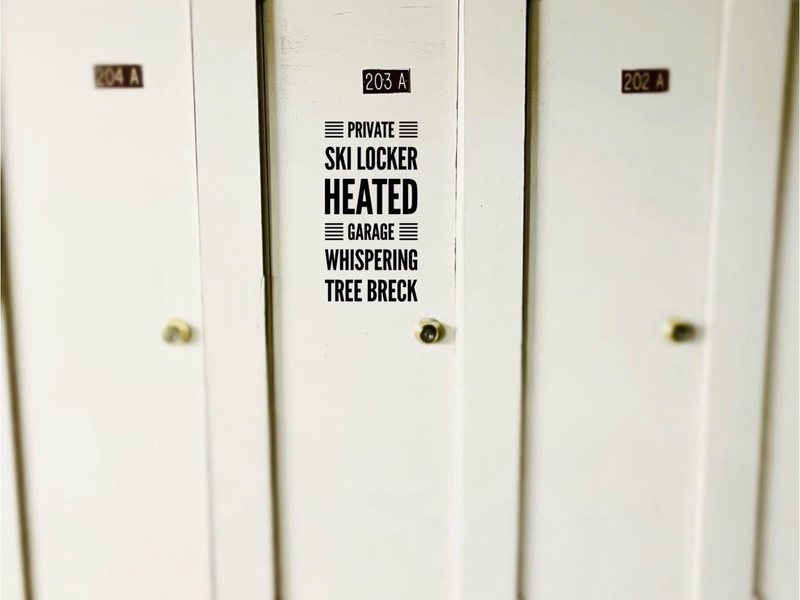 204 A
203 A
202 A
PRIVATE
SKI LOCKER
HEATED
GARAGE
WHISPERING
TREE BRECK